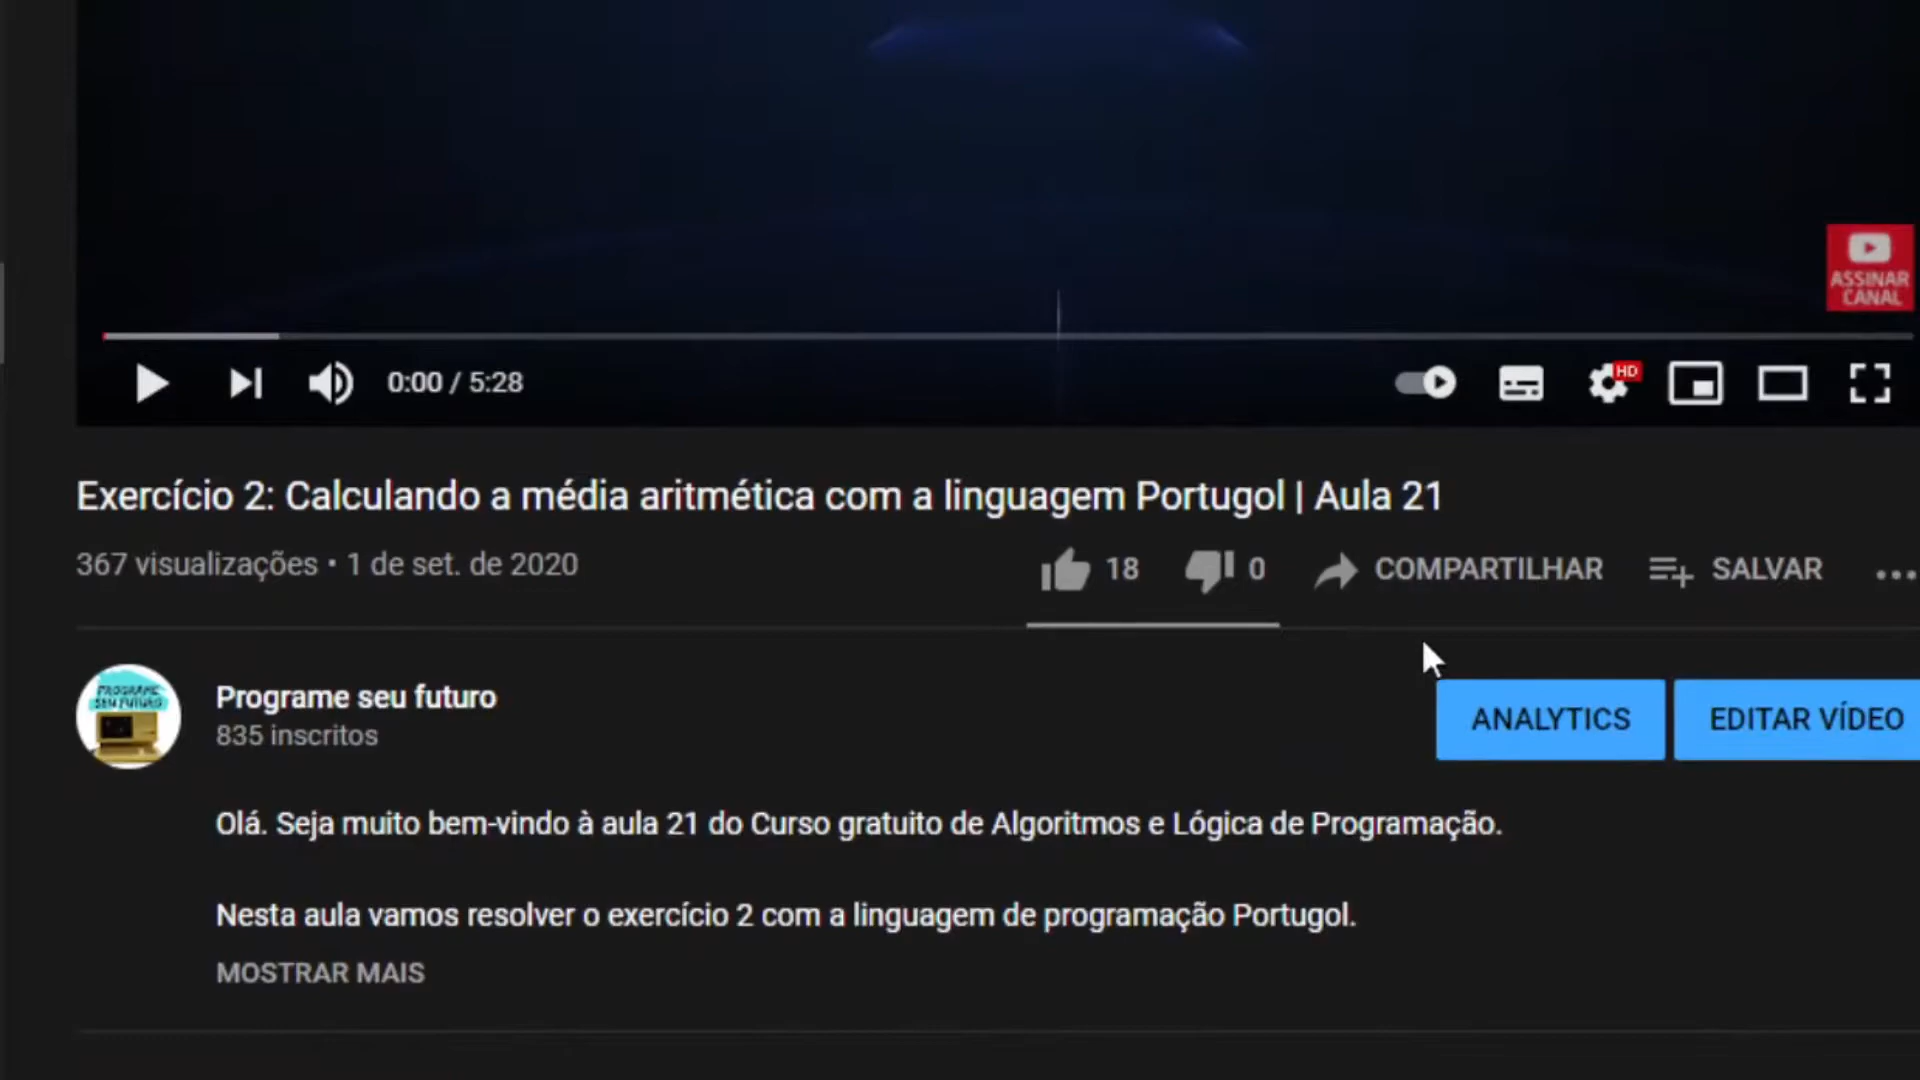 ASSINAR
CANAL
0:00 / 5:28
HD
Exercício 2: Calculando a média aritmética com a linguagem Portugol | Aula 21
367 visualizações • 1 de set. de 2020
18
0
COMPARTILHAR
SALVAR
PROGRAME
SEU FUTURO
Programe seu futuro
835 inscritos
ANALYTICS
EDITAR VÍDEO
Olá. Seja muito bem-vindo à aula 21 do Curso gratuito de Algoritmos e Lógica de Programação.
Nesta aula vamos resolver o exercício 2 com a linguagem de programação Portugol.
MOSTRAR MAIS